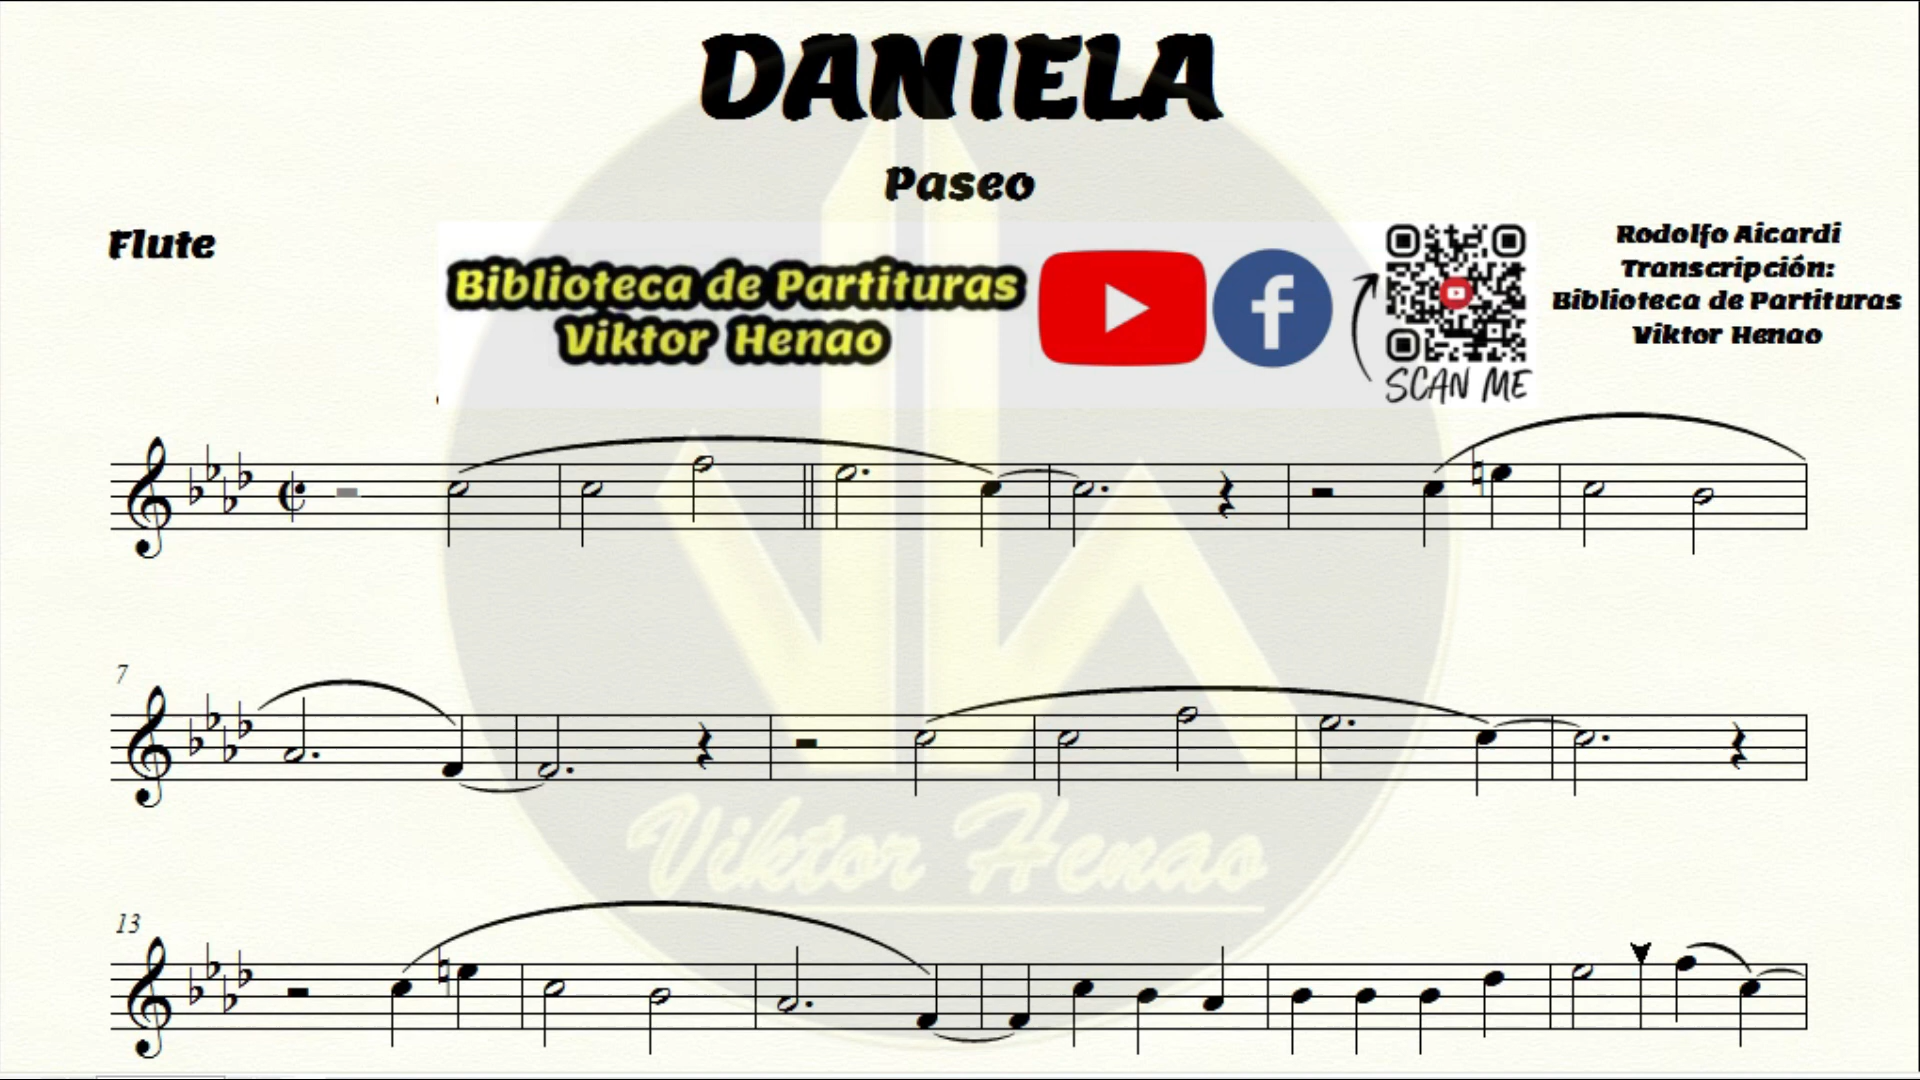 DANIELA
Paseo
Flute
Biblioteca de Partituras
Viktor Henao
SCAN ME
Rodolfo Aicardi
Transcripción:
Biblioteca de Partituras
Viktor Henao
7
Viktor Henao
13